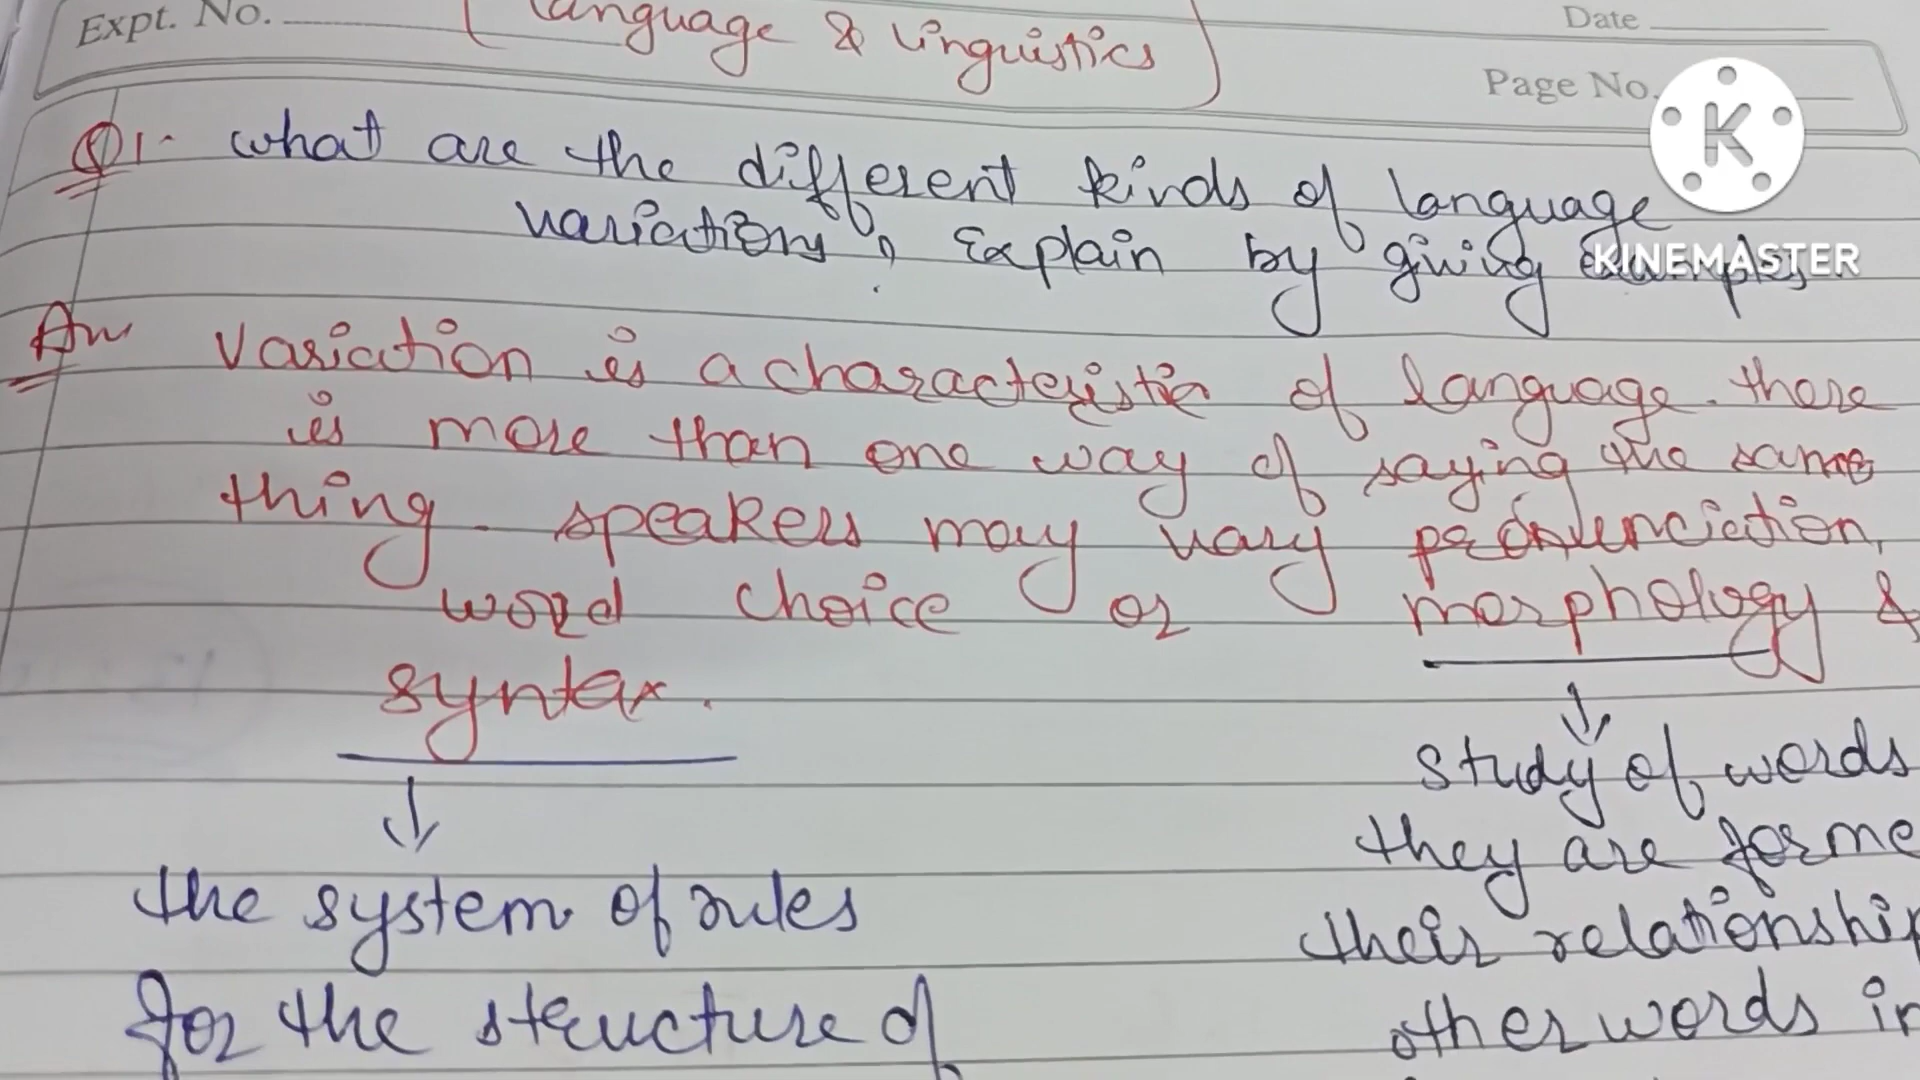 Expt. No.
Language & Linguistics
Date
Page No.
Q1. What are the different kinds of language
variations? Explain by giving
KINEMASTER
Ans Variation is a characteristic of language. there
is more than one way of saying the same
thing. speakers may vary pronunciation,
word choice or morphology &
syntax.
study of words
they are forme
their relationship
other words in
the system of rules
for the structure of